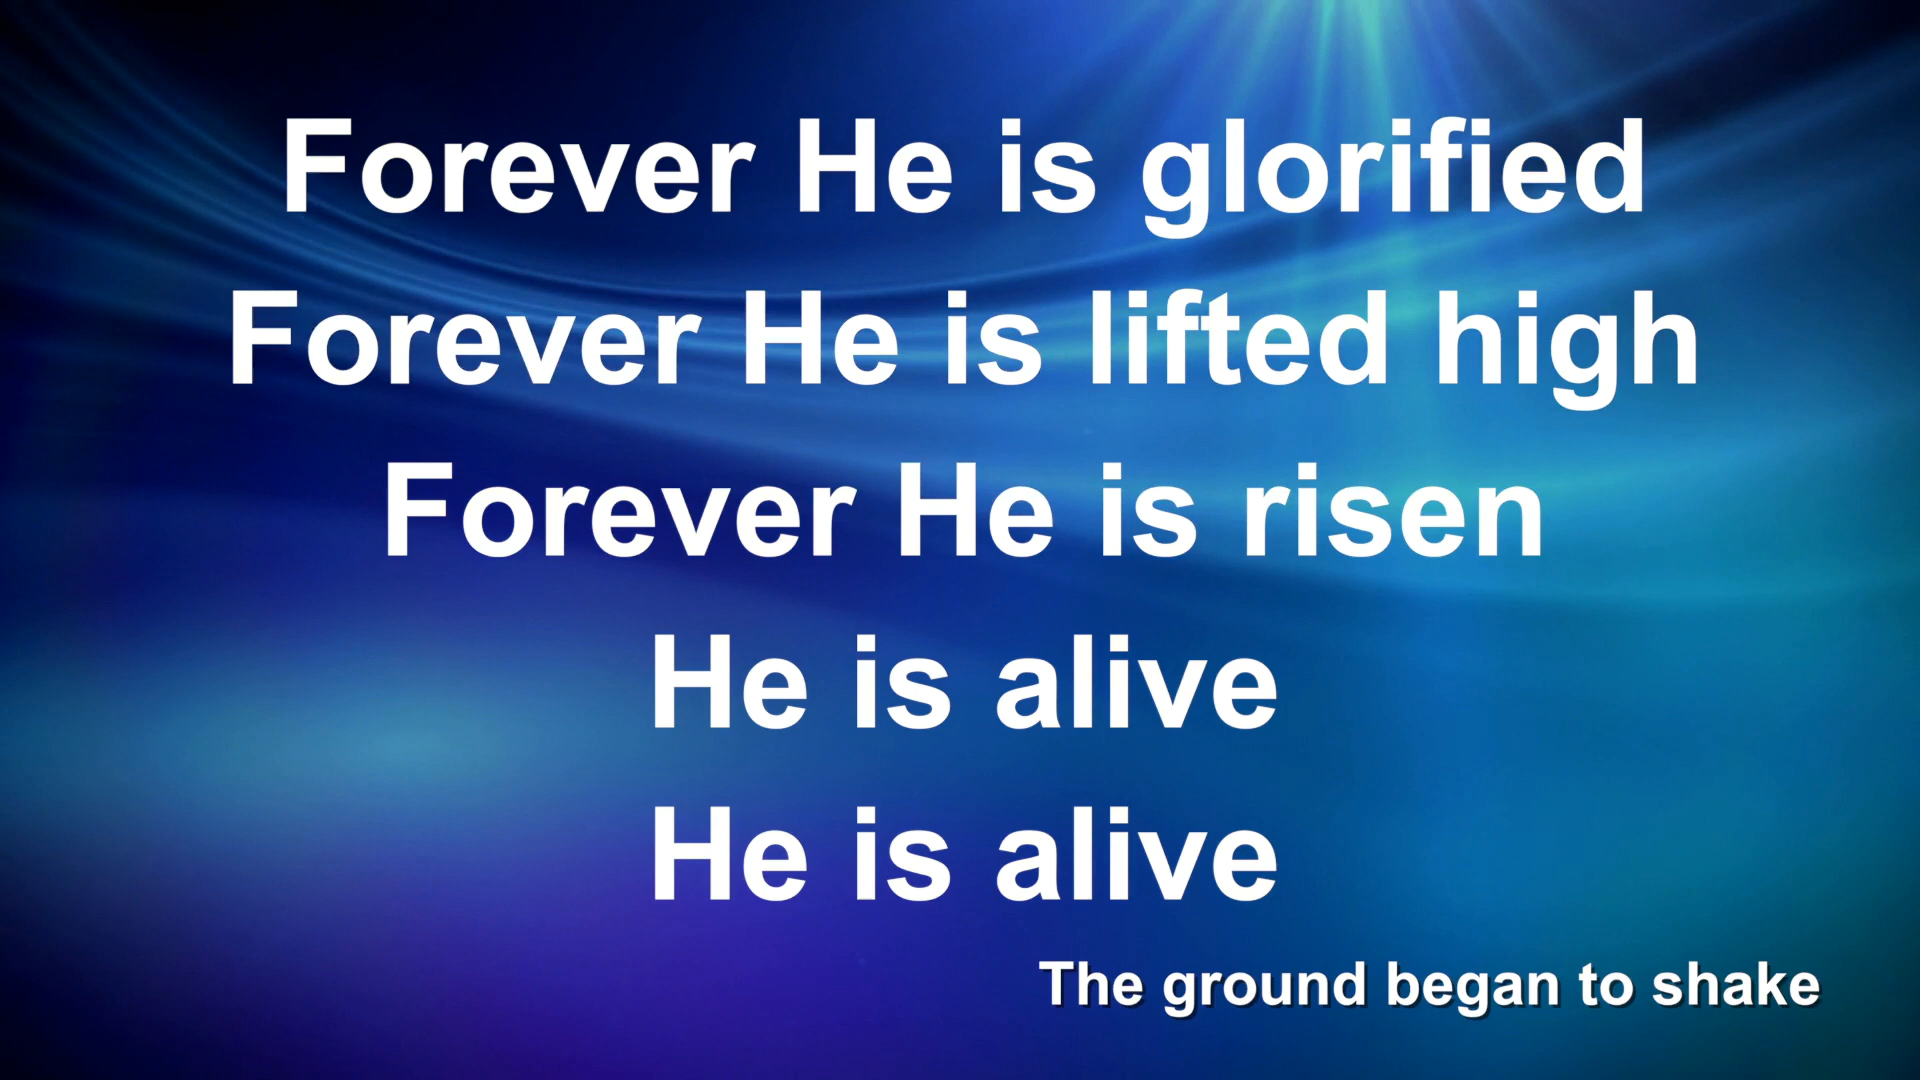 Forever He is glorified
Forever He is lifted high
Forever He is risen
He is alive
He is alive
The ground began to shake